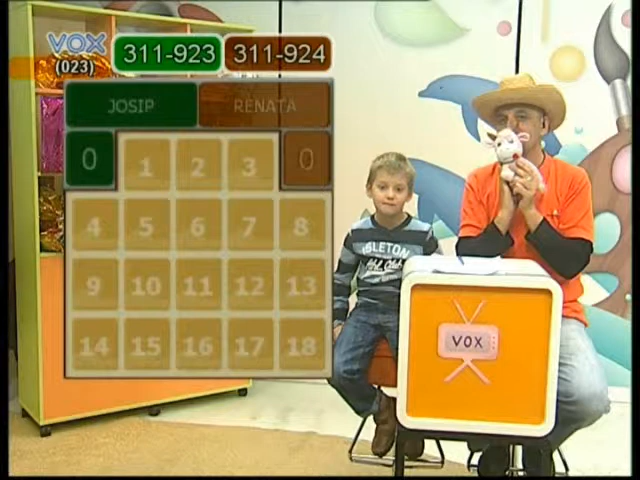 VOX
(023) 311-923 311-924
JOSIP RENATA
0 1 2 3 0
4 5 6 7 8
9 10 11 12 13
14 15 16 17 18
ISLETON
VOX